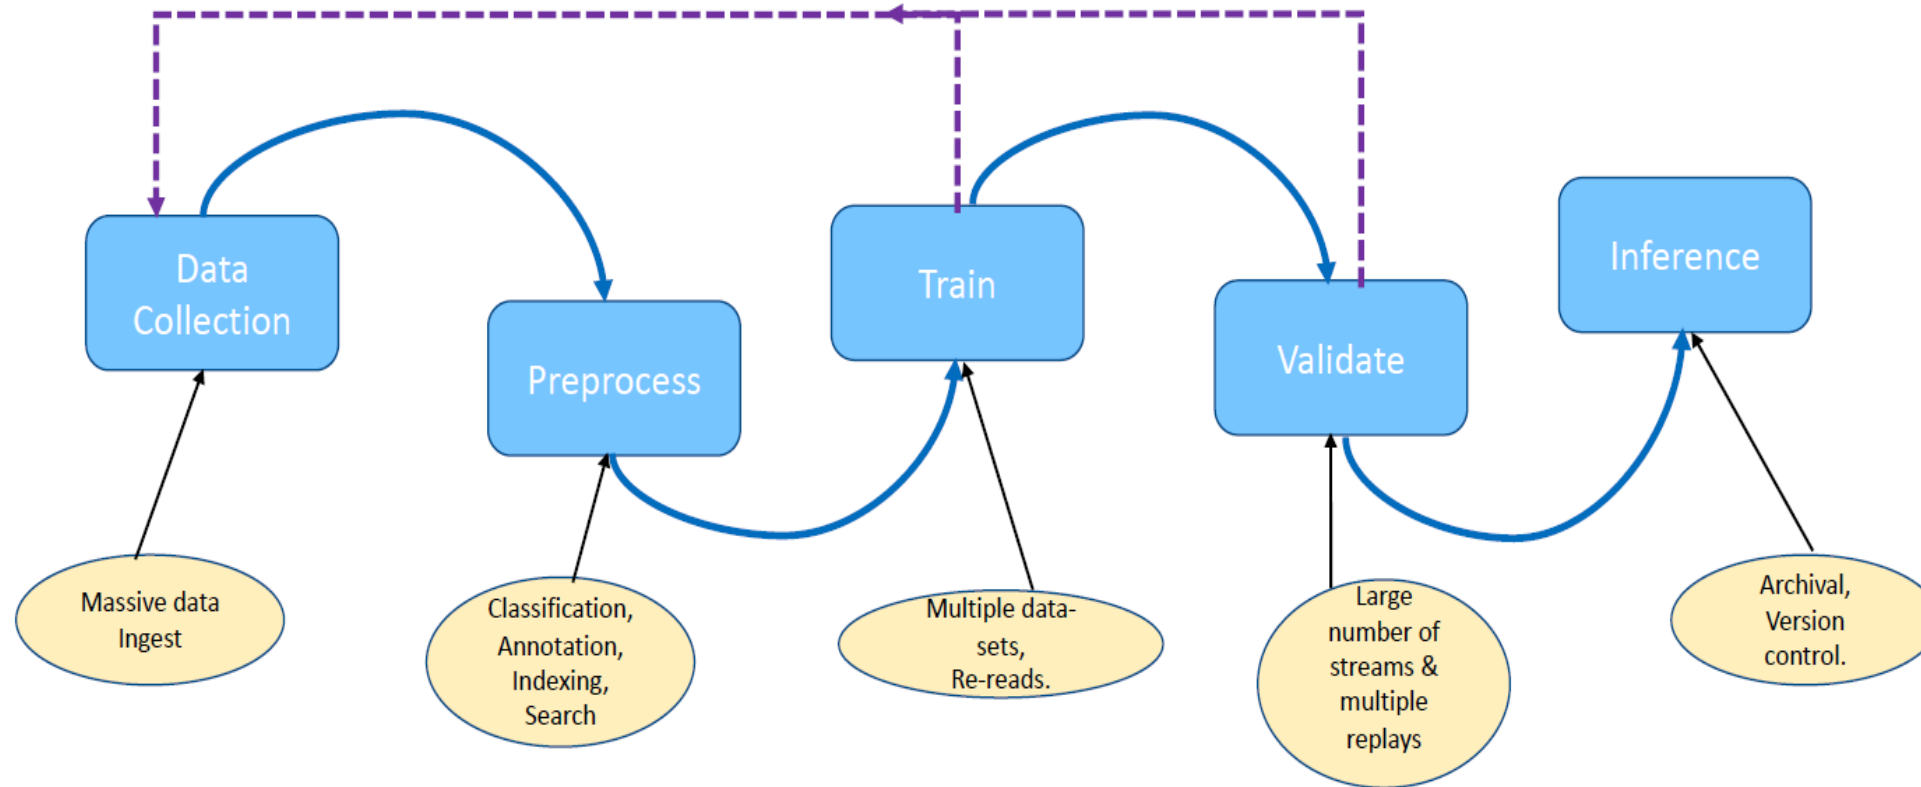 Data
Collection
Preprocess
Train
Validate
Inference
Massive data
Ingest
Classification,
Annotation,
Indexing,
Search
Multiple data-
sets,
Re-reads.
Large
number of
streams &
multiple
replays
Archival,
Version
control.